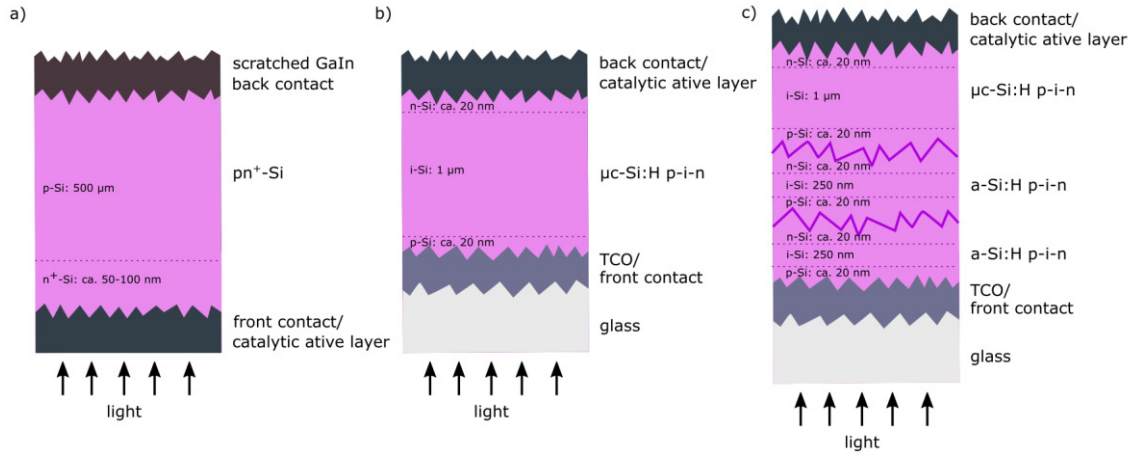 a)
scratched GaIn
back contact
p-Si: 500 µm
pn⁺-Si
n⁺-Si: ca. 50-100 nm
front contact/
catalytic ative layer
light
b)
back contact/
catalytic ative layer
n-Si: ca. 20 nm
i-Si: 1 µm
µc-Si:H p-i-n
p-Si: ca. 20 nm
TCO/
front contact
glass
light
c)
back contact/
catalytic ative layer
n-Si: ca. 20 nm
i-Si: 1 µm
µc-Si:H p-i-n
p-Si: ca. 20 nm
n-Si: ca. 20 nm
i-Si: 250 nm
a-Si:H p-i-n
p-Si: ca. 20 nm
n-Si: ca. 20 nm
i-Si: 250 nm
a-Si:H p-i-n
p-Si: ca. 20 nm
TCO/
front contact
glass
light